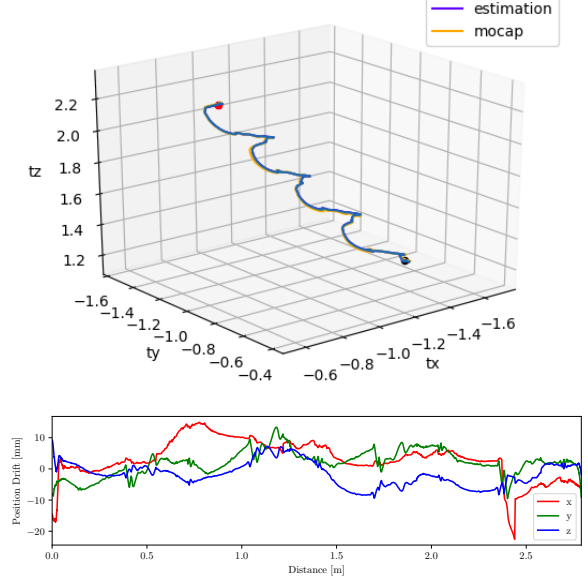 estimation
mocap
2.2
2.0
1.8
1.6
1.4
1.2
tz
−1.6
−1.4
−1.2
−1.0
−0.8
−0.6
−0.4
ty
−0.6
−0.8
−1.0
−1.2
−1.4
−1.6
tx
10
0
−10
−20
Position Drift [mm]
x
y
z
0.0 0.5 1.0 1.5 2.0 2.5
Distance [m]